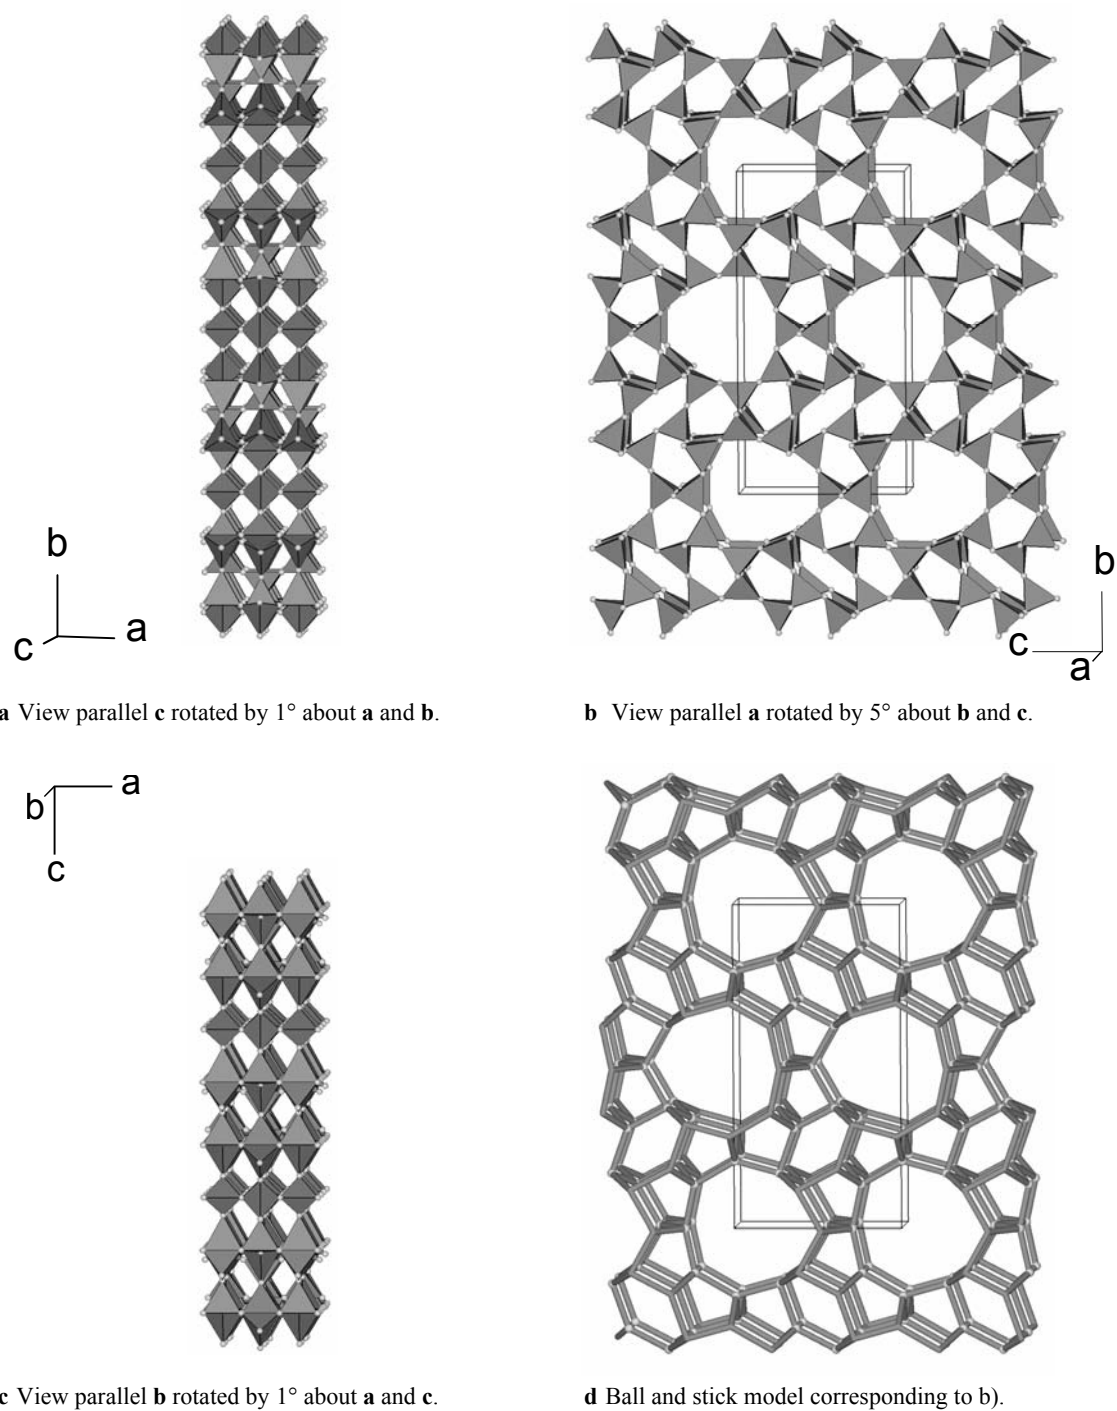 b
a
c
b
c
a
a View parallel c rotated by 1° about a and b.
b View parallel a rotated by 5° about b and c.
a
b
c
c View parallel b rotated by 1° about a and c.
d Ball and stick model corresponding to b).